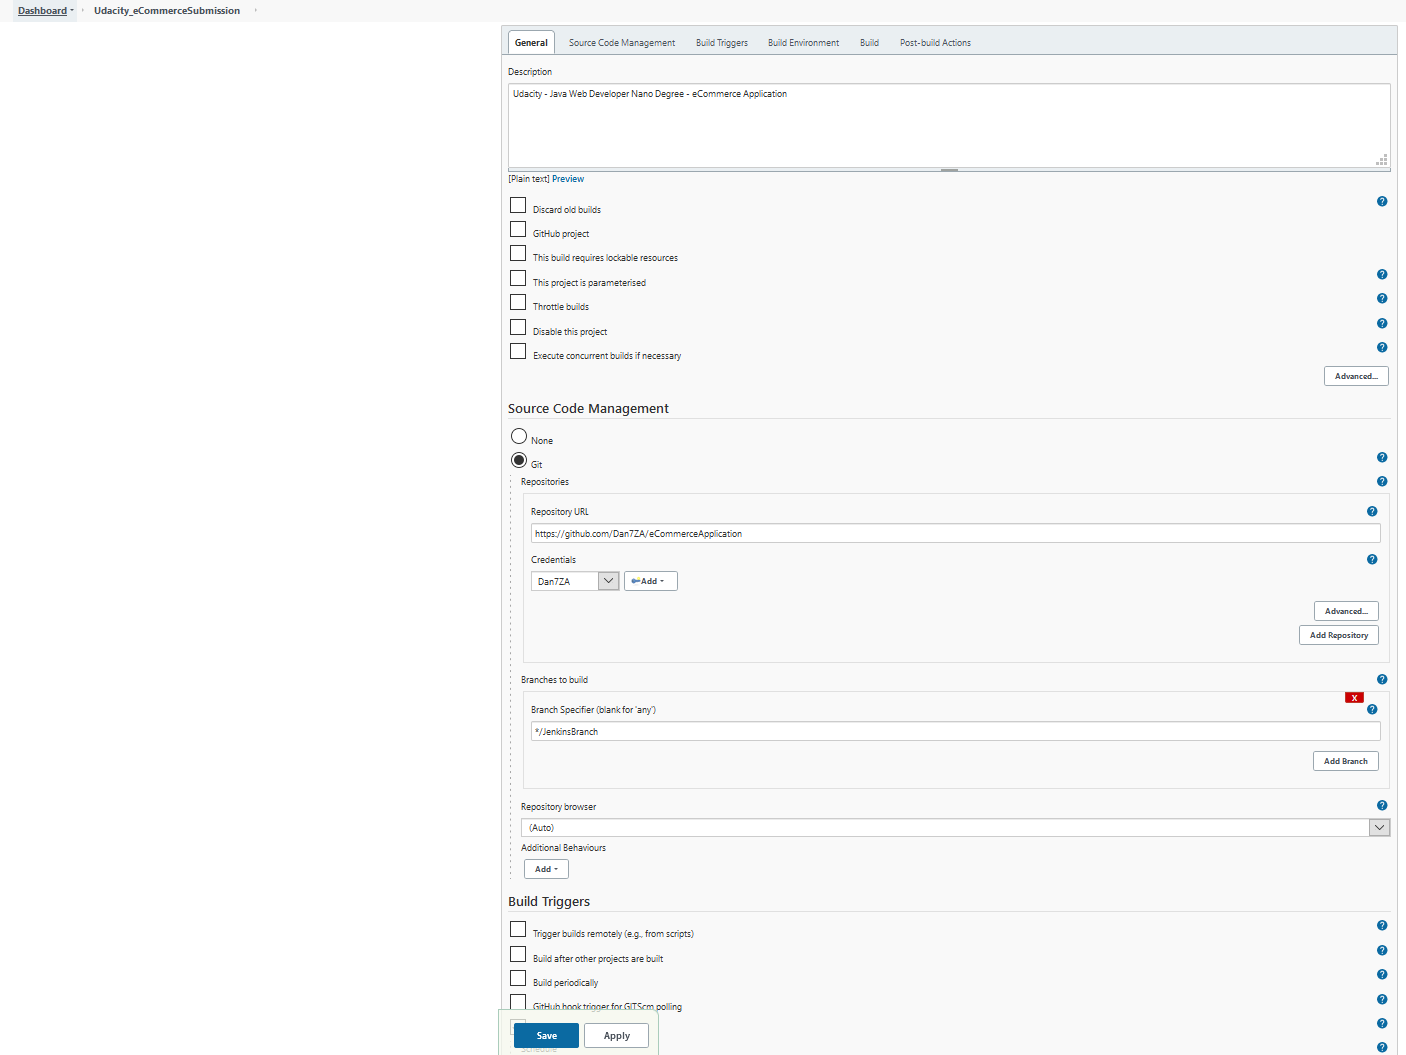 Dashboard
Udacity_eCommerceSubmission
General Source Code Management Build Triggers Build Environment Build Post-build Actions
Description
Udacity - Java Web Developer Nano Degree - eCommerce Application
[Plain text] Preview
Discard old builds
?
GitHub project
This build requires lockable resources
This project is parameterised
?
Throttle builds
?
Disable this project
?
Execute concurrent builds if necessary
?
Advanced...
Source Code Management
None
Git
?
Repositories
?
Repository URL
?
https://github.com/Dan7ZA/eCommerceApplication
Credentials
?
Dan7ZA
Add
Advanced...
Add Repository
Branches to build
?
X
Branch Specifier (blank for 'any')
?
*/JenkinsBranch
Add Branch
Repository browser
?
(Auto)
Additional Behaviours
Add
Build Triggers
Trigger builds remotely (e.g., from scripts)
?
Build after other projects are built
?
Build periodically
?
GitHub hook trigger for GITScm polling
?
?
Save Apply
Schedule
?